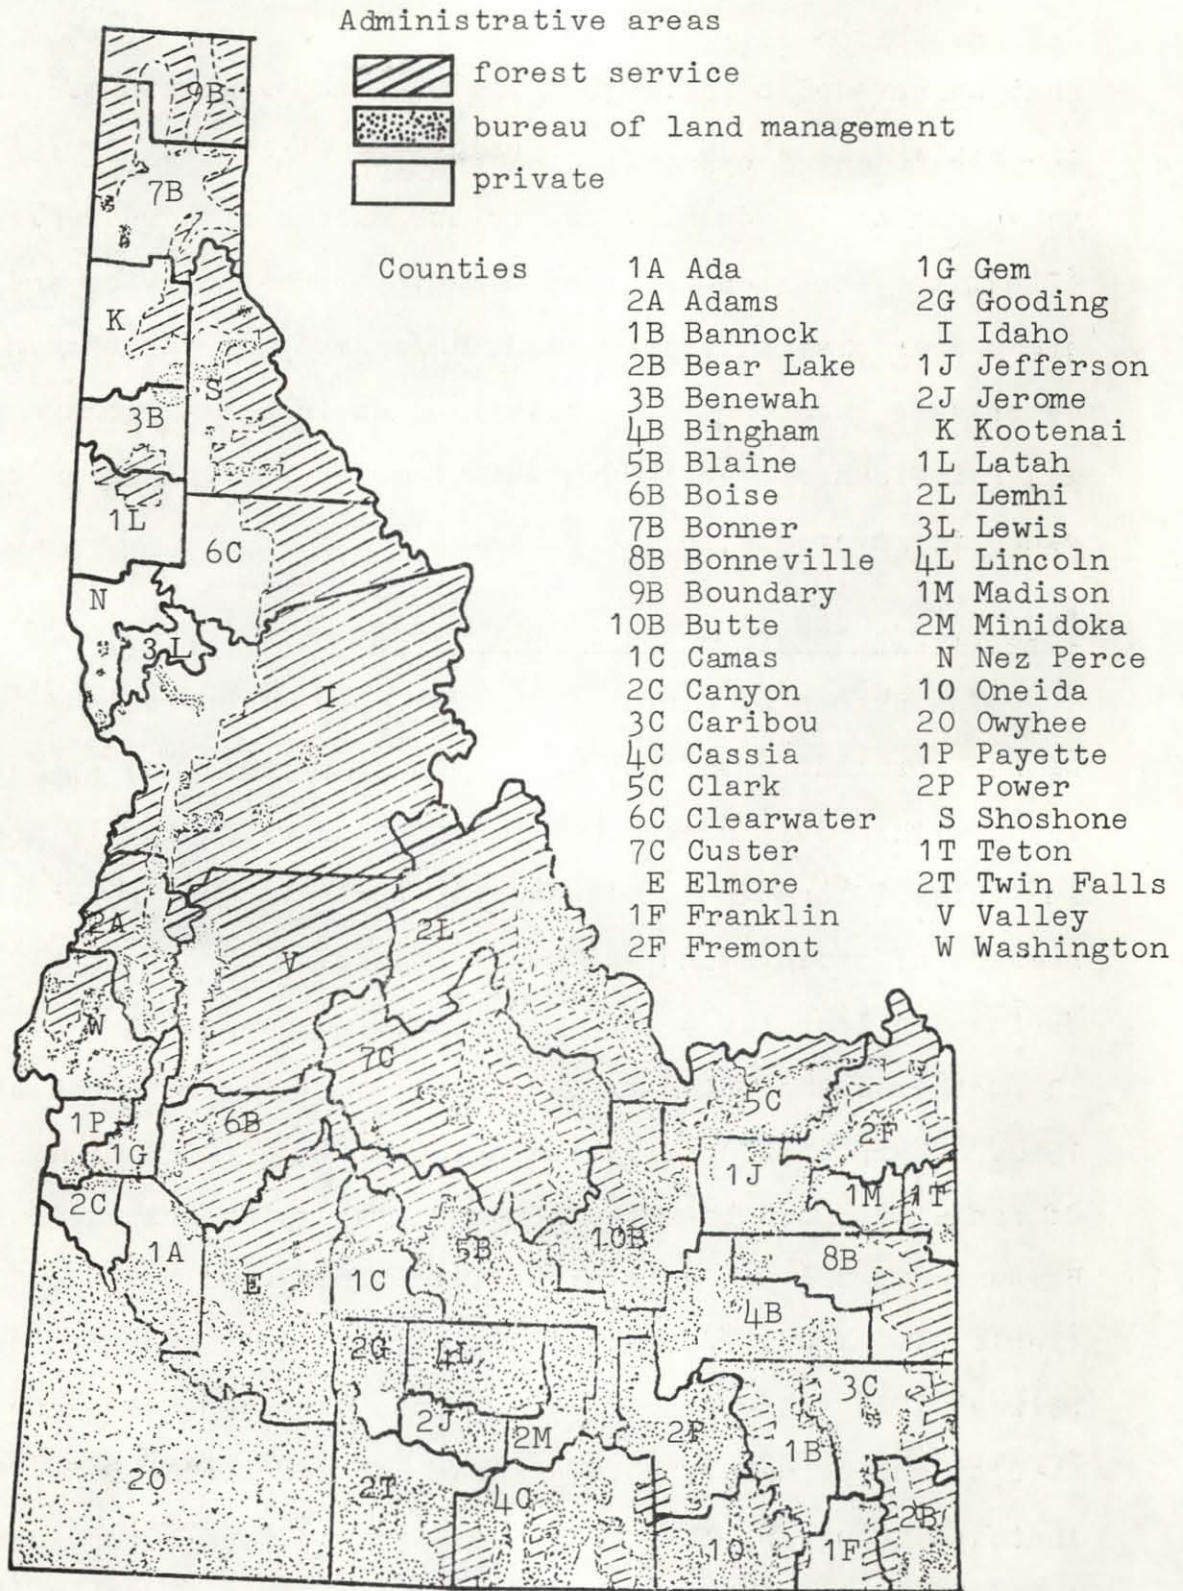 Administrative areas
forest service
bureau of land management
private
Counties
1A Ada
2A Adams
1B Bannock
2B Bear Lake
3B Benewah
4B Bingham
5B Blaine
6B Boise
7B Bonner
8B Bonneville
9B Boundary
10B Butte
1C Camas
2C Canyon
3C Caribou
4C Cassia
5C Clark
6C Clearwater
7C Custer
E Elmore
1F Franklin
2F Fremont
1G Gem
2G Gooding
I Idaho
1J Jefferson
2J Jerome
K Kootenai
1L Latah
2L Lemhi
3L Lewis
4L Lincoln
1M Madison
2M Minidoka
N Nez Perce
1O Oneida
2O Owyhee
1P Payette
2P Power
S Shoshone
1T Teton
2T Twin Falls
V Valley
W Washington
9B
7B
K
S
3B
1L
6C
N
3L
I
2A
2L
V
W
7C
5C
1P
6B
2F
1G
1J
1M 1T
2C
1A
5B
10B
8B
E
1C
4B
2G
4L
3C
2J
2M
2P
1B
2O
2T
4C
2B
1O
1F